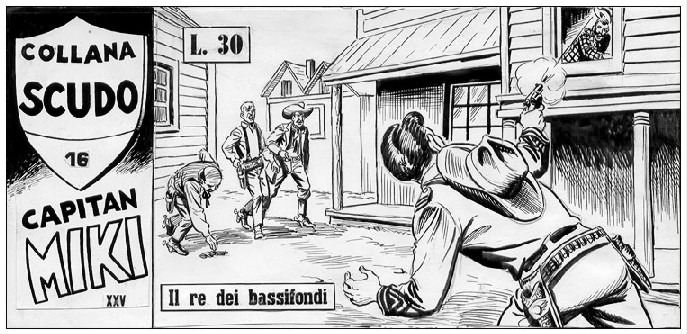 COLLANA
SCUDO
16
CAPITAN
MIKI
XXV
L. 30
Il re dei bassifondi